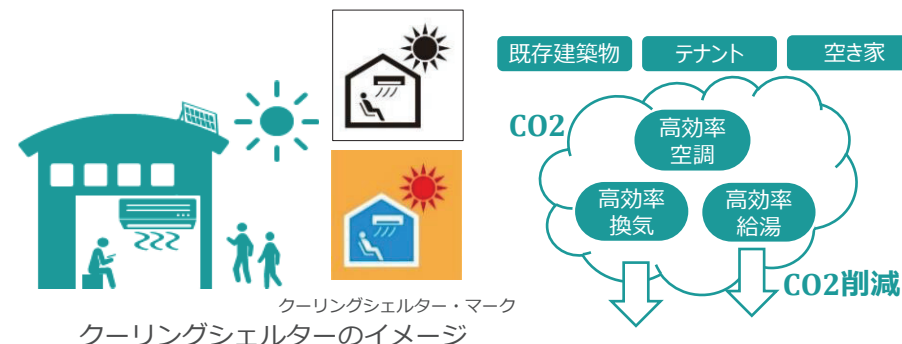 クーリングシェルター・マーク
クーリングシェルターのイメージ
既存建築物
テナント
空き家
CO2
高効率
空調
高効率
換気
高効率
給湯
CO2削減